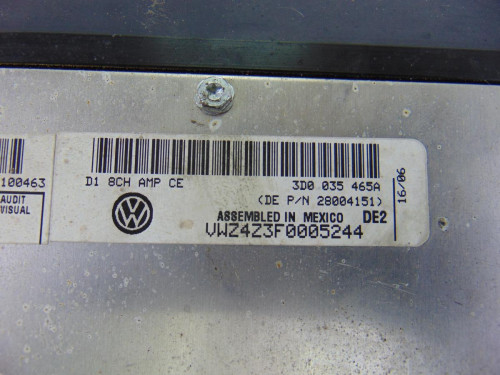 100463
AUDIT
VISUAL
D1 8CH AMP CE 3D0 035 465A
(DE P/N 28004151)
ASSEMBLED IN MEXICO DE2
VWZ4Z3F0005244
16/06
VW